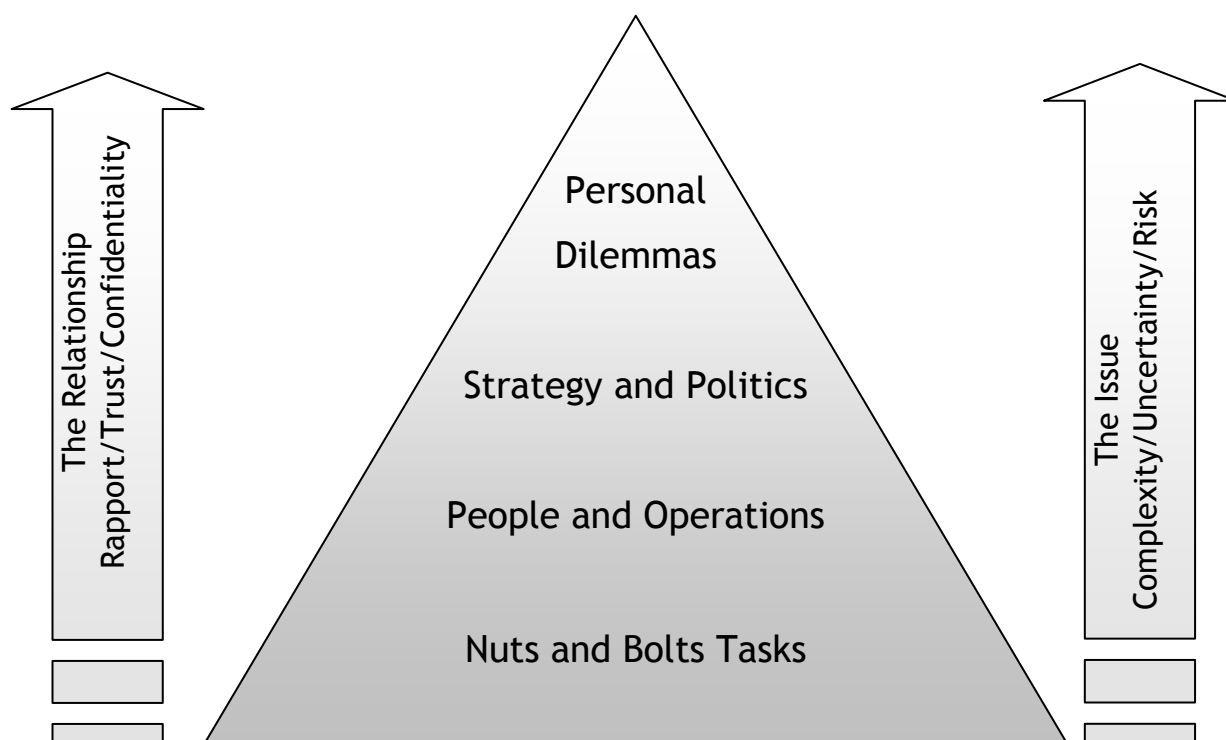 The Relationship
Rapport/Trust/Confidentiality
Personal
Dilemmas
Strategy and Politics
People and Operations
Nuts and Bolts Tasks
The Issue
Complexity/Uncertainty/Risk